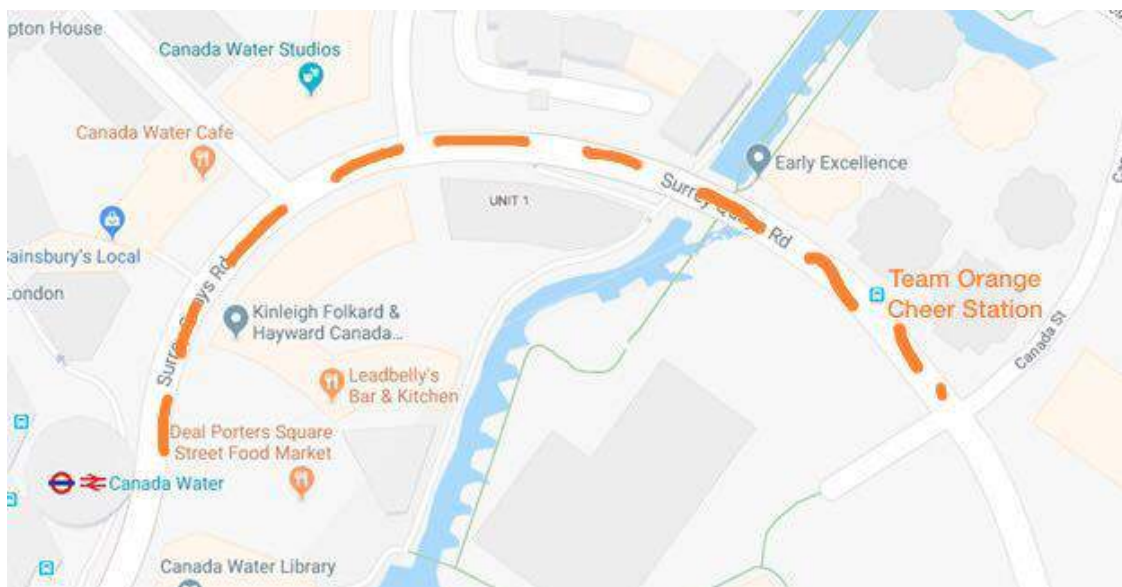 pton House
Canada Water Studios
Canada Water Cafe
Early Excellence
UNIT 1
Surrey Quays Rd
ainsbury's Local
London
Surrey Quays Rd
Kinleigh Folkard &
Hayward Canada...
Team Orange
Cheer Station
Canada St
Leadbelly's
Bar & Kitchen
Deal Porters Square
Street Food Market
Canada Water
Canada Water Library